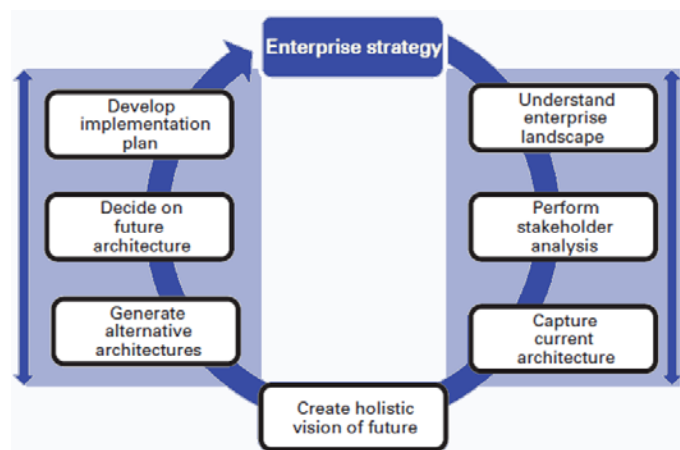 Enterprise strategy
Understand
enterprise
landscape
Perform
stakeholder
analysis
Capture
current
architecture
Create holistic
vision of future
Generate
alternative
architectures
Decide on
future
architecture
Develop
implementation
plan